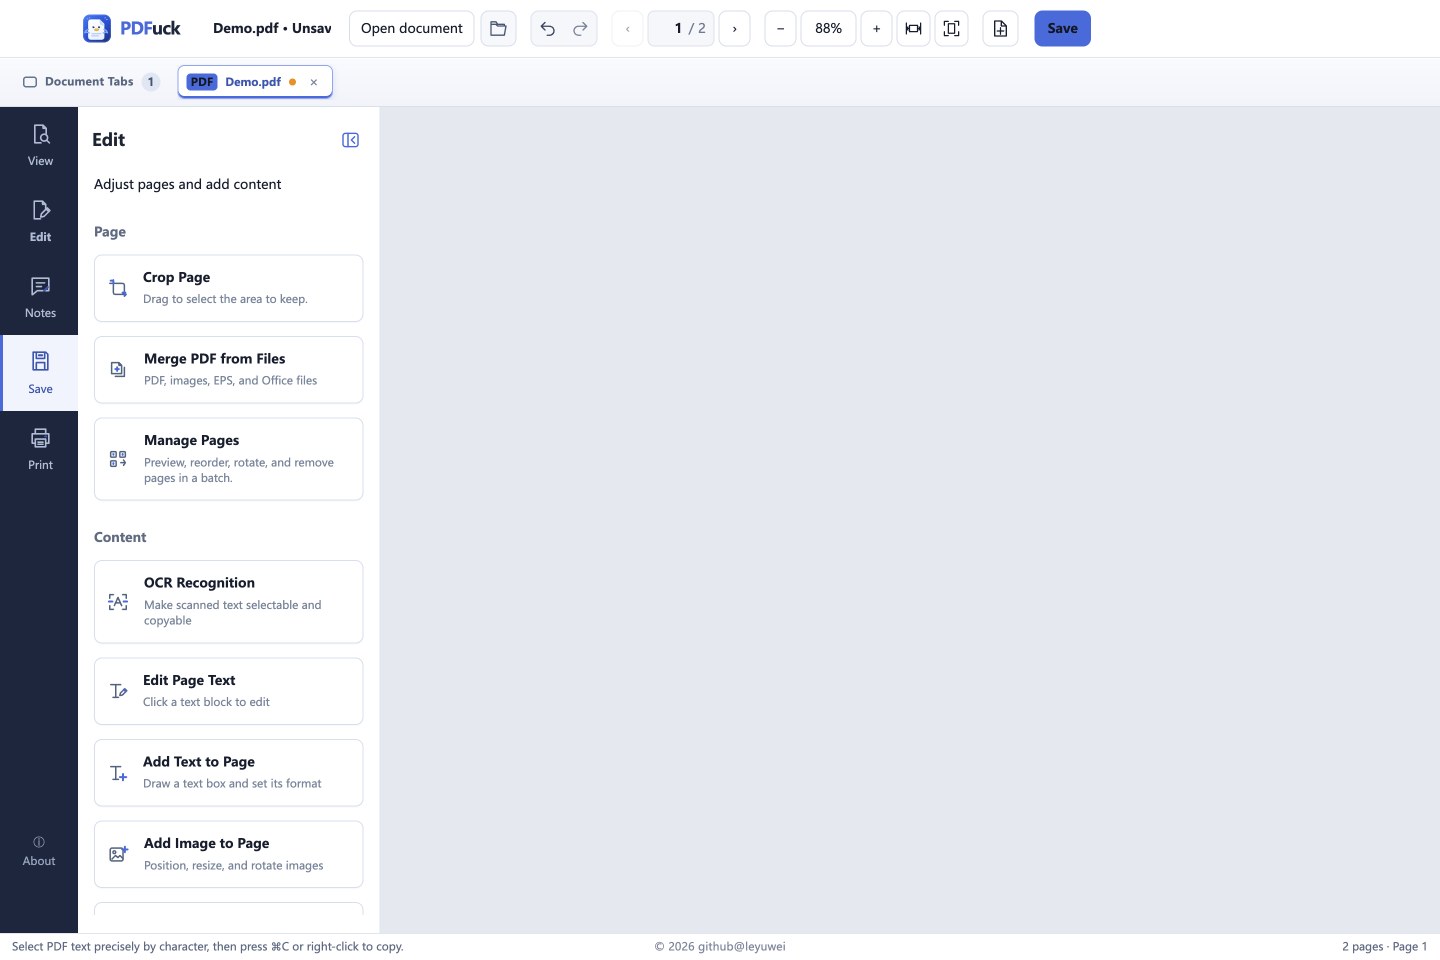 PDFuck
Demo.pdf • Unsav
Open document
1 / 2
88%
Save
Document Tabs 1
PDF Demo.pdf
View
Edit
Notes
Save
Print
About
Edit
Adjust pages and add content
Page
Crop Page
Drag to select the area to keep.
Merge PDF from Files
PDF, images, EPS, and Office files
Manage Pages
Preview, reorder, rotate, and remove
pages in a batch.
Content
OCR Recognition
Make scanned text selectable and
copyable
Edit Page Text
Click a text block to edit
Add Text to Page
Draw a text box and set its format
Add Image to Page
Position, resize, and rotate images
Select PDF text precisely by character, then press ⌘C or right-click to copy.
© 2026 github@leyuwei
2 pages · Page 1